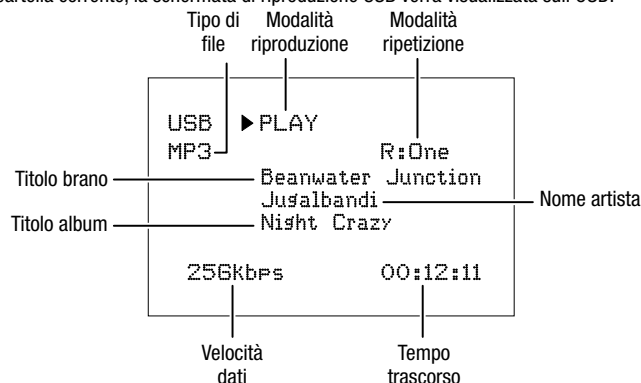 cartella corrente, la schermata di riproduzione USB verrà visualizzata sull'OSD.
Tipo di file
Modalità riproduzione
Modalità ripetizione
USB ▶PLAY
MP3
R:One
Titolo brano
Beanwater Junction
Jugalbandi
Nome artista
Titolo album
Night Crazy
256Kbps
00:12:11
Velocità dati
Tempo trascorso